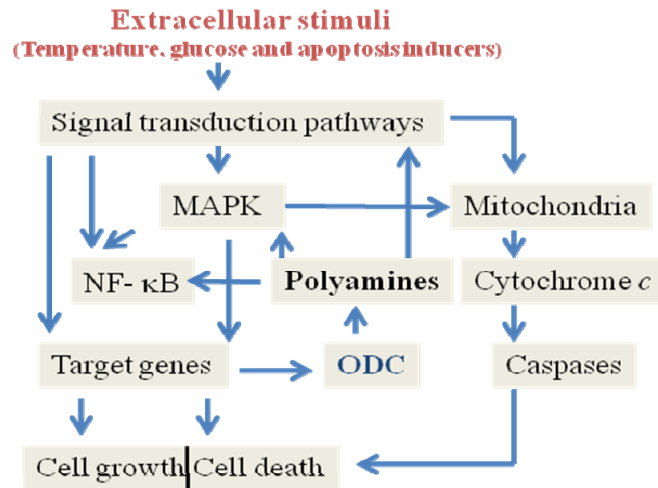 Extracellular stimuli
(Temperature, glucose and apoptosis inducers)
Signal transduction pathways
MAPK
Mitochondria
NF- κB
Polyamines
Cytochrome c
Target genes
ODC
Caspases
Cell growth
Cell death